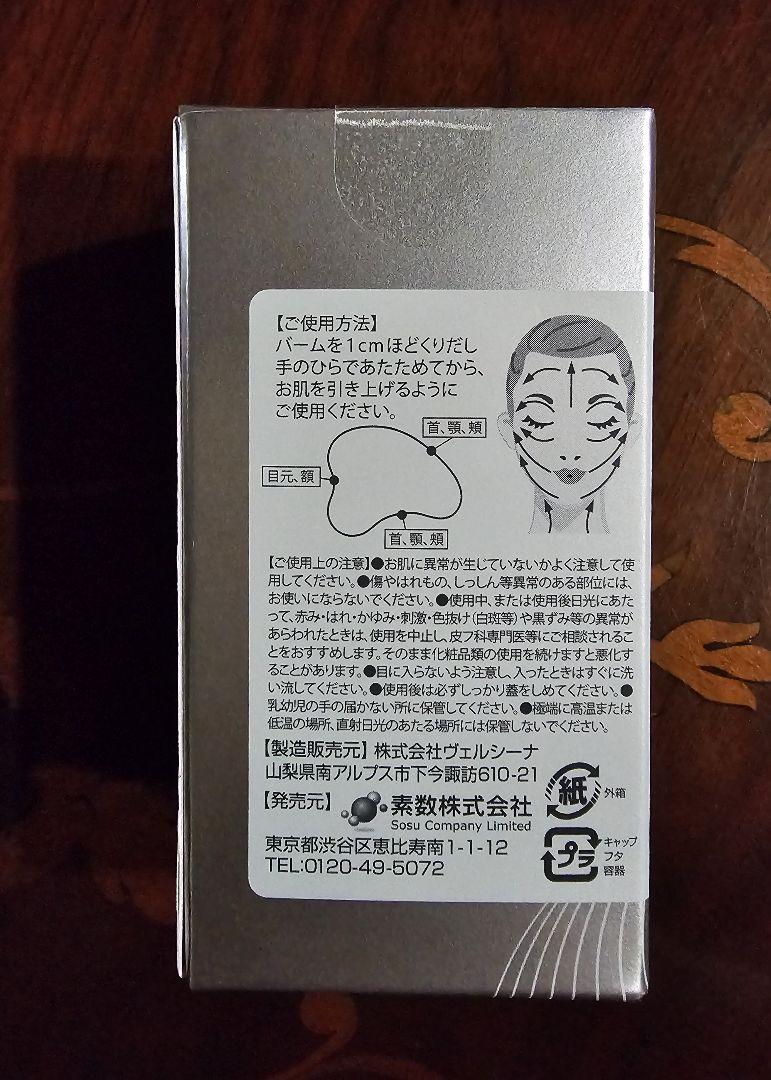 【ご使用方法】
バームを1cmほどくりだし
手のひらであたためてから、
お肌を引き上げるように
ご使用ください。
首、顎、頬
目元、額
首、顎、頬
【ご使用上の注意】●お肌に異常が生じていないかよく注意して使
用してください。●傷やはれもの、しっしん等異常のある部位には、
お使いにならないでください。●使用中、または使用後日光にあた
って、赤み・はれ・かゆみ・刺激・色抜け(白斑等)や黒ずみ等の異常が
あらわれたときは、使用を中止し、皮フ科専門医等にご相談されるこ
とをおすすめします。そのまま化粧品類の使用を続けますと悪化す
ることがあります。●目に入らないよう注意し、入ったときはすぐに洗
い流してください。●使用後は必ずしっかり蓋をしめてください。●
乳幼児の手の届かない所に保管してください。●極端に高温または
低温の場所、直射日光のあたる場所には保管しないでください。
【製造販売元】株式会社ヴェルシーナ
山梨県南アルプス市下今諏訪610-21
【発売元】素数株式会社
Sosu Company Limited
東京都渋谷区恵比寿南1-1-12
TEL:0120-49-5072
紙 外箱
プラ キャップ
フタ
容器